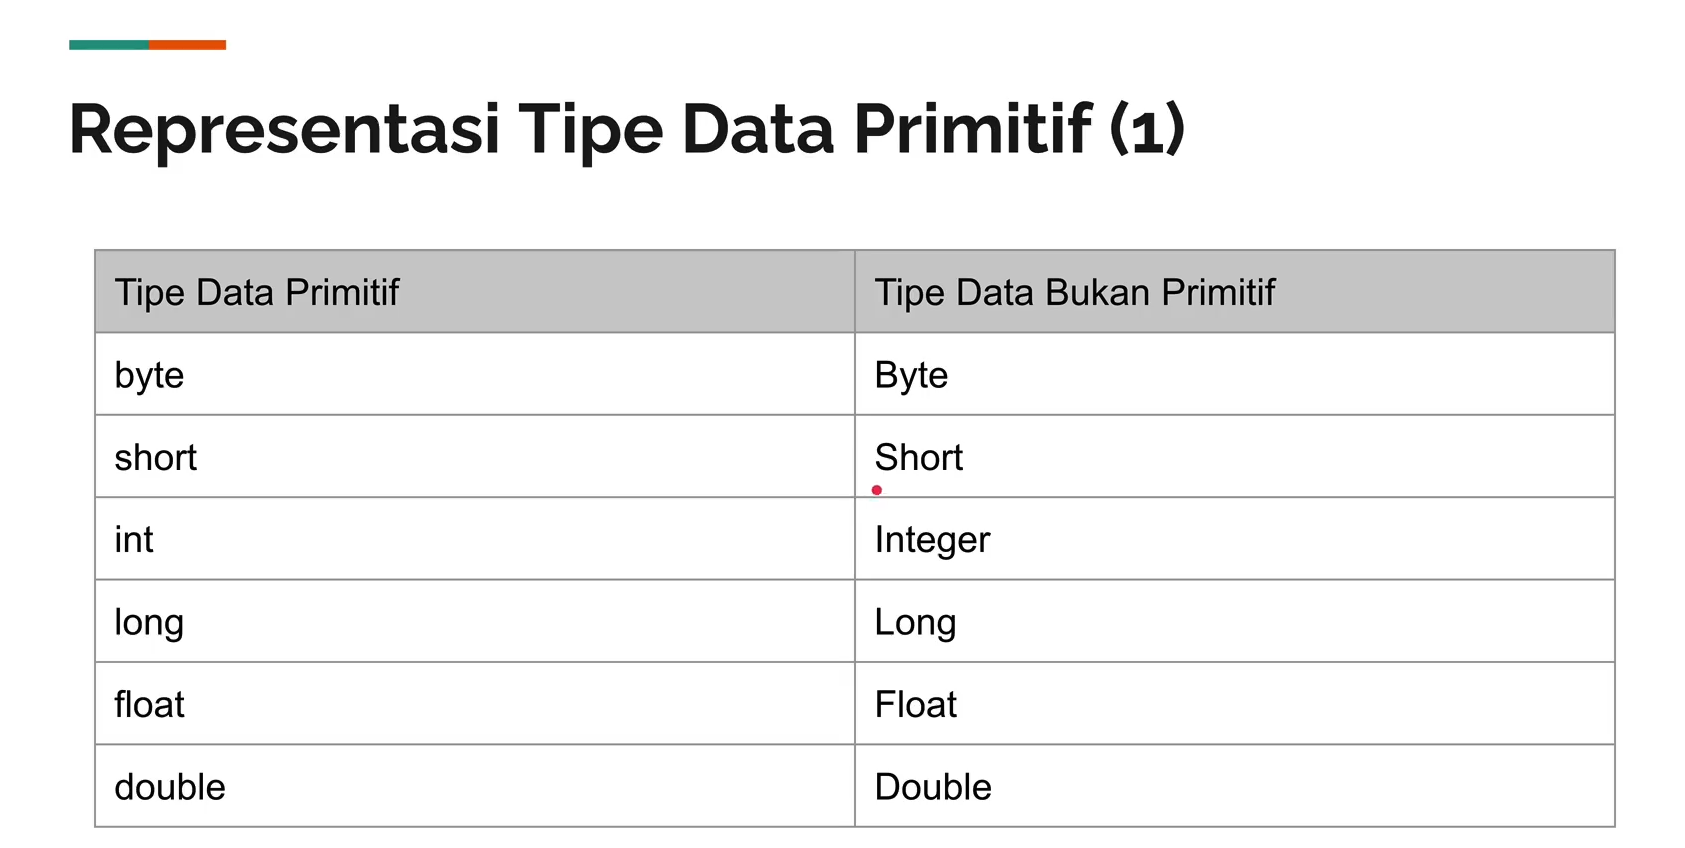 Representasi Tipe Data Primitif (1)
Tipe Data Primitif Tipe Data Bukan Primitif
byte Byte
short Short
int Integer
long Long
float Float
double Double